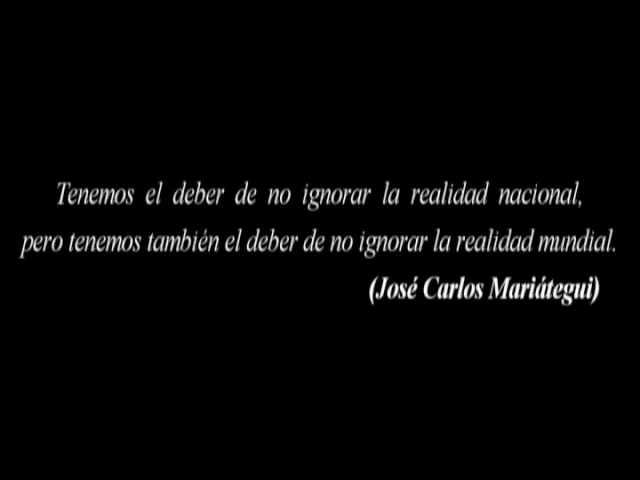 Tenemos el deber de no ignorar la realidad nacional,
pero tenemos también el deber de no ignorar la realidad mundial.
(José Carlos Mariátegui)